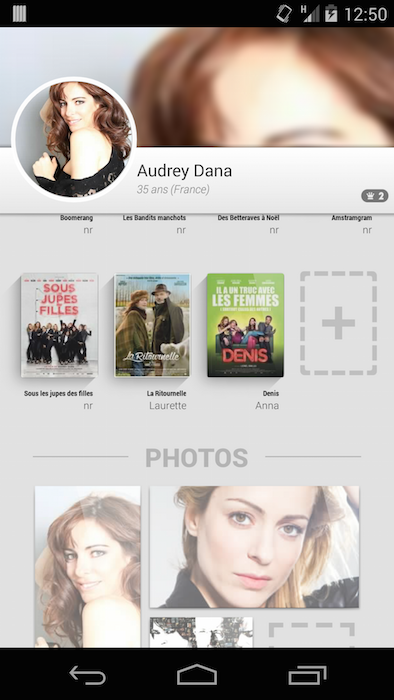 H
12:50
Audrey Dana
35 ans (France)
2
Boomerang
nr
Les Bandits manchots
nr
Des Betteraves à Noël
nr
Amstramgram
nr
SOUS
JUPES
FILLES
La Ritournelle
IL A UN TRUC AVEC
LES FEMMES
DENIS
Sous les jupes des filles
nr
La Ritournelle
Laurette
Denis
Anna
PHOTOS